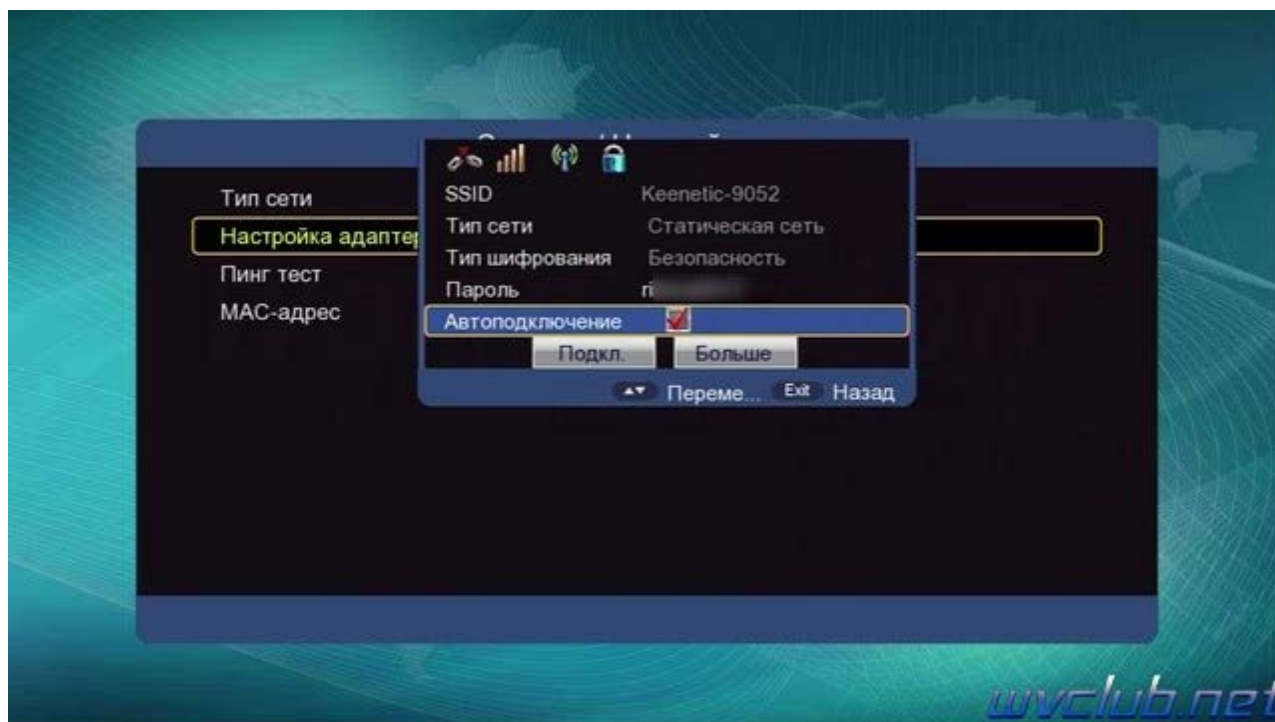 Тип сети
Настройка адаптер
Пинг тест
MAC-адрес
SSID Keenetic-9052
Тип сети Статическая сеть
Тип шифрования Безопасность
Пароль ri
Автоподключение
Подкл. Больше
Переме... Exit Назад
wvclub.net